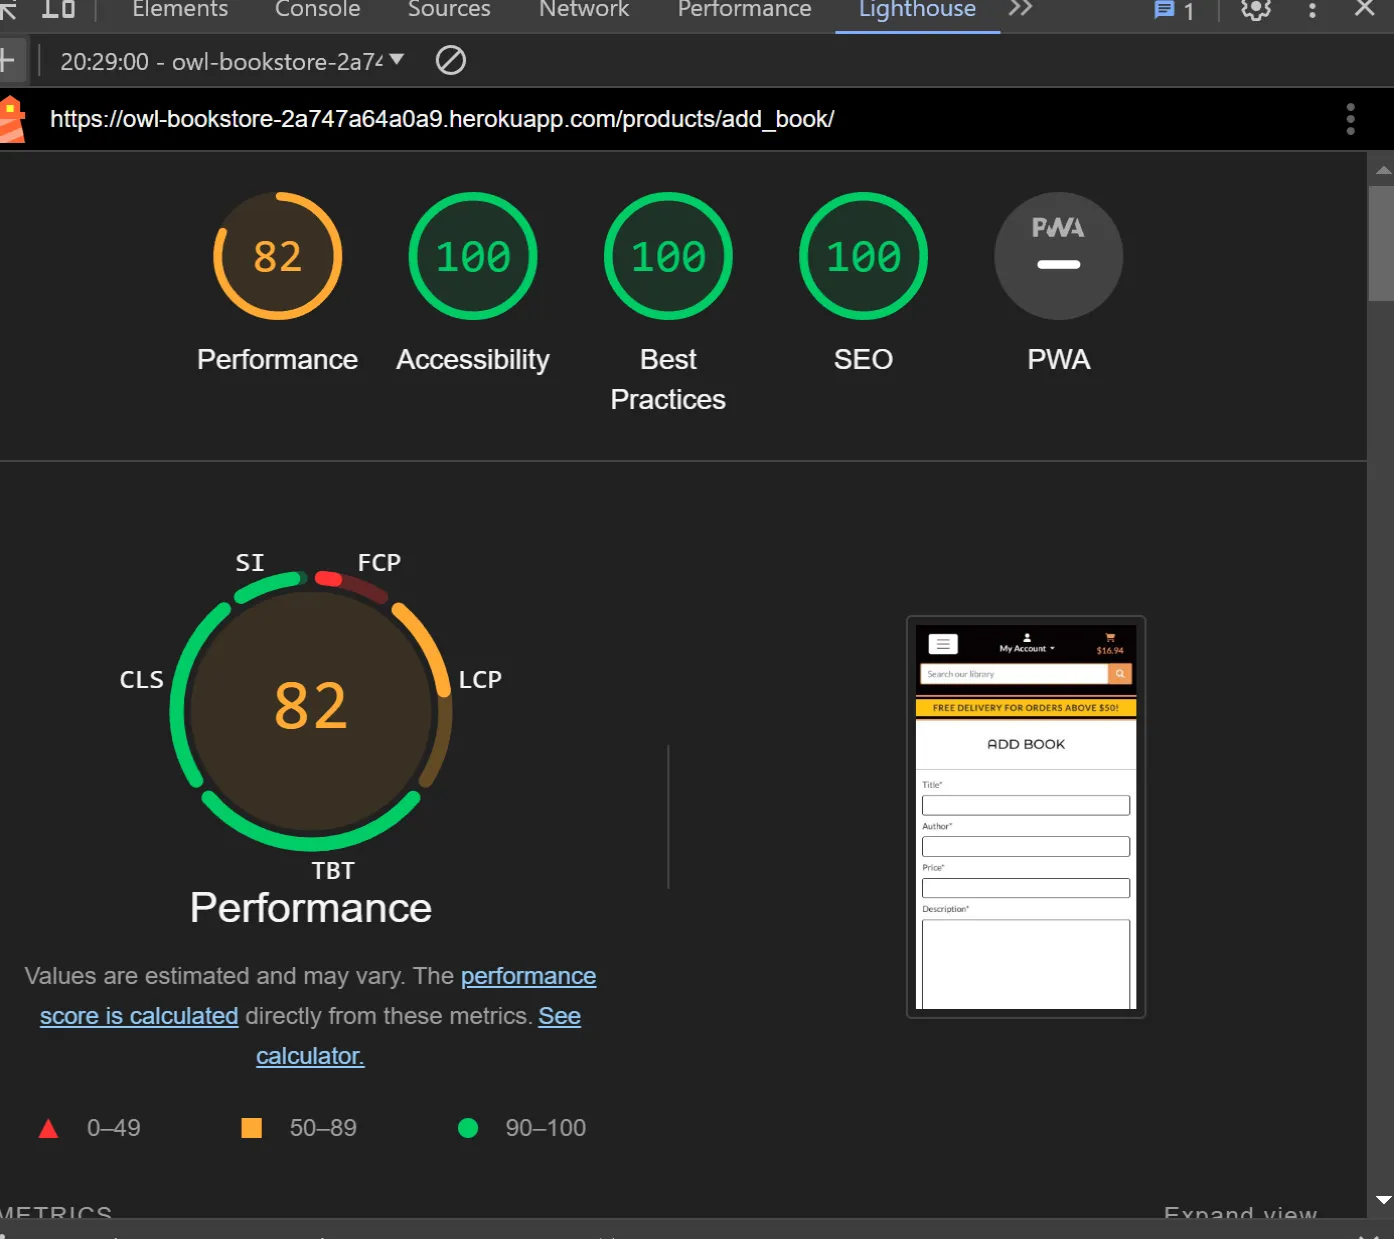 Elements Console Sources Network Performance Lighthouse 1
20:29:00 - owl-bookstore-2a74
https://owl-bookstore-2a747a64a0a9.herokuapp.com/products/add_book/
82 100 100 100 PWA
Performance Accessibility Best Practices SEO PWA
SI FCP
CLS LCP
82
TBT
Performance
Values are estimated and may vary. The performance
score is calculated directly from these metrics. See
calculator.
0–49 50–89 90–100
My Account $16.94
Search our library
FREE DELIVERY FOR ORDERS ABOVE $50!
ADD BOOK
Title*
Author*
Price*
Description*
METRICS Expand view